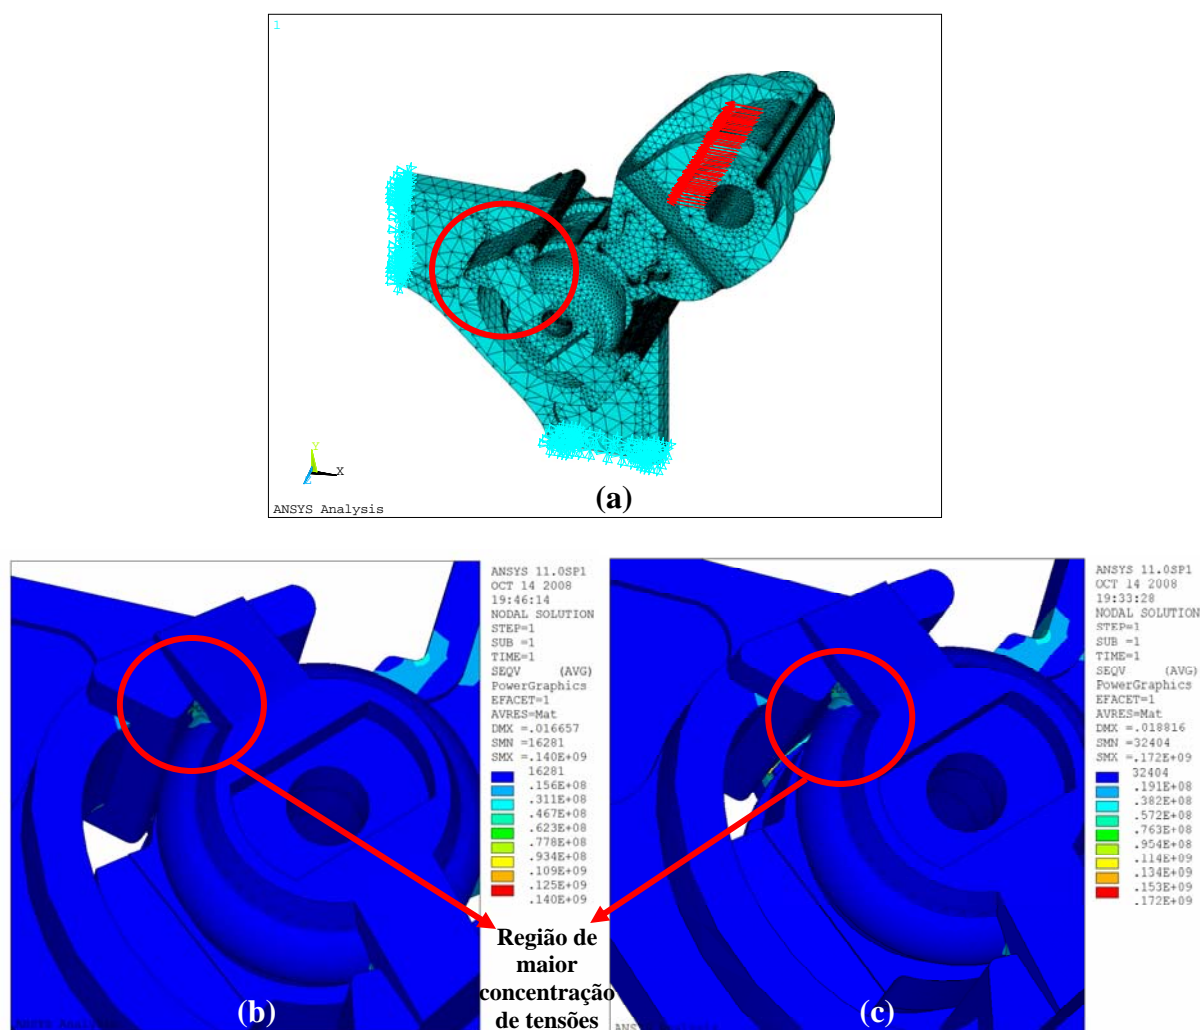 1
Y
X
Z
ANSYS Analysis
(a)
ANSYS 11.0SP1
OCT 14 2008
19:46:14
NODAL SOLUTION
STEP=1
SUB =1
TIME=1
SEQV (AVG)
PowerGraphics
EFACET=1
AVRES=Mat
DMX =.016657
SMN =16281
SMX =.140E+09
16281
.156E+08
.311E+08
.467E+08
.623E+08
.778E+08
.934E+08
.109E+09
.125E+09
.140E+09
ANSYS 11.0SP1
OCT 14 2008
19:33:28
NODAL SOLUTION
STEP=1
SUB =1
TIME=1
SEQV (AVG)
PowerGraphics
EFACET=1
AVRES=Mat
DMX =.018816
SMN =32404
SMX =.172E+09
32404
.191E+08
.382E+08
.572E+08
.763E+08
.954E+08
.114E+09
.134E+09
.153E+09
.172E+09
Região de
maior
concentração
de tensões
(b)
(c)
ANSYS Analysis
ANSYS